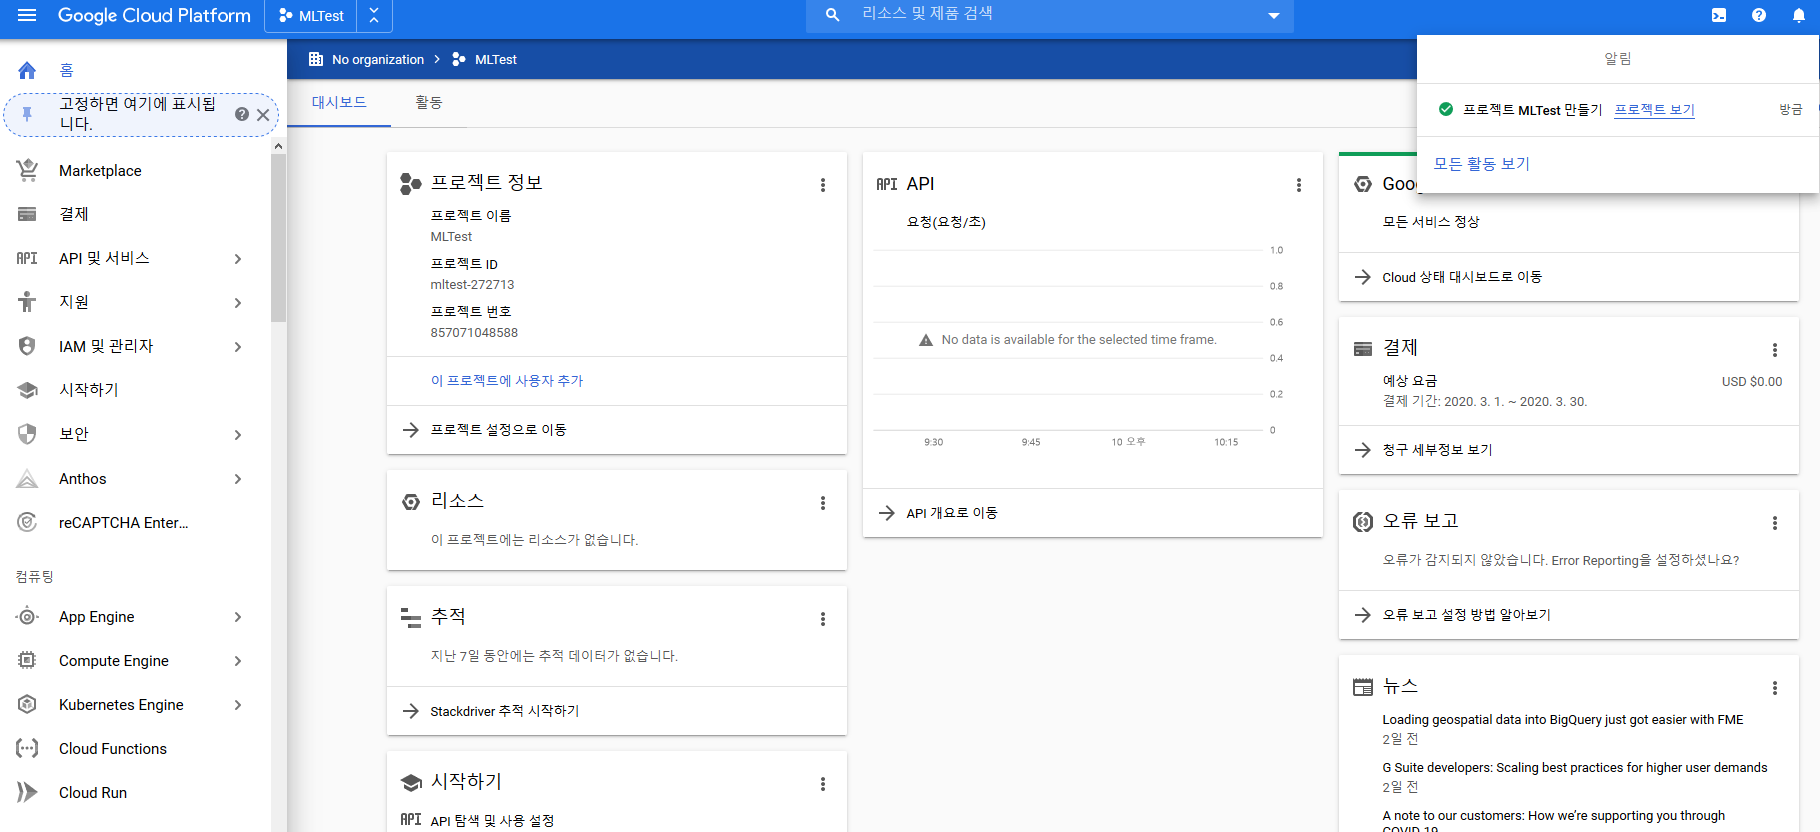 Google Cloud Platform
MLTest
리소스 및 제품 검색
홈
고정하면 여기에 표시됩
니다.
Marketplace
결제
API 및 서비스
지원
IAM 및 관리자
시작하기
보안
Anthos
reCAPTCHA Enter...
컴퓨팅
App Engine
Compute Engine
Kubernetes Engine
Cloud Functions
Cloud Run
No organization
MLTest
대시보드
활동
프로젝트 정보
프로젝트 이름
MLTest
프로젝트 ID
mltest-272713
프로젝트 번호
857071048588
이 프로젝트에 사용자 추가
프로젝트 설정으로 이동
리소스
이 프로젝트에는 리소스가 없습니다.
추적
지난 7일 동안에는 추적 데이터가 없습니다.
Stackdriver 추적 시작하기
시작하기
API API 탐색 및 사용 설정
API API
요청(요청/초)
1.0
0.8
0.6
No data is available for the selected time frame.
0.4
0.2
0
9:30 9:45 10 오후 10:15
API 개요로 이동
알림
프로젝트 MLTest 만들기 프로젝트 보기 방금
모든 활동 보기
Goo
모든 서비스 정상
Cloud 상태 대시보드로 이동
결제
예상 요금 USD $0.00
결제 기간: 2020. 3. 1. ~ 2020. 3. 30.
청구 세부정보 보기
오류 보고
오류가 감지되지 않았습니다. Error Reporting을 설정하셨나요?
오류 보고 설정 방법 알아보기
뉴스
Loading geospatial data into BigQuery just got easier with FME
2일 전
G Suite developers: Scaling best practices for higher user demands
2일 전
A note to our customers: How we're supporting you through
COVID-19